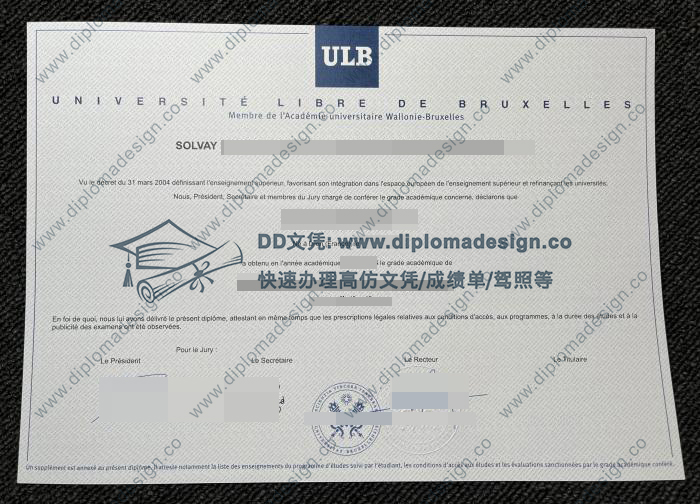 ULB
UNIVERSITÉ LIBRE DE BRUXELLES
Membre de l'Académie universitaire Wallonie-Bruxelles
SOLVAY
Vu le décret du 31 mars 2004 définissant l'enseignement supérieur, favorisant son intégration dans l'espace européen de l'enseignement supérieur et refinançant les universités.
Nous, Président, Secrétaire et membres du Jury chargé de conférer le grade académique concerné, déclarons que
DD文凭: www.diplomadesign.co
a obtenu en l'année académique le grade académique de
快速办理高仿文凭/成绩单/驾照等
En foi de quoi, nous lui avons délivré le présent diplôme, attestant en même temps que les prescriptions légales relatives aux conditions d'accès, aux programmes, à la durée des études et à la
publicité des examens ont été observées.
Pour le Jury :
Le Président Le Secrétaire Le Recteur Le Titulaire
Un supplément est annexé au présent diplôme. Il atteste notamment la liste des enseignements du programme d'études suivi par l'étudiant, les conditions d'accès aux études et les évaluations sanctionnées par le grade académique conféré.
www.diplomadesign.co